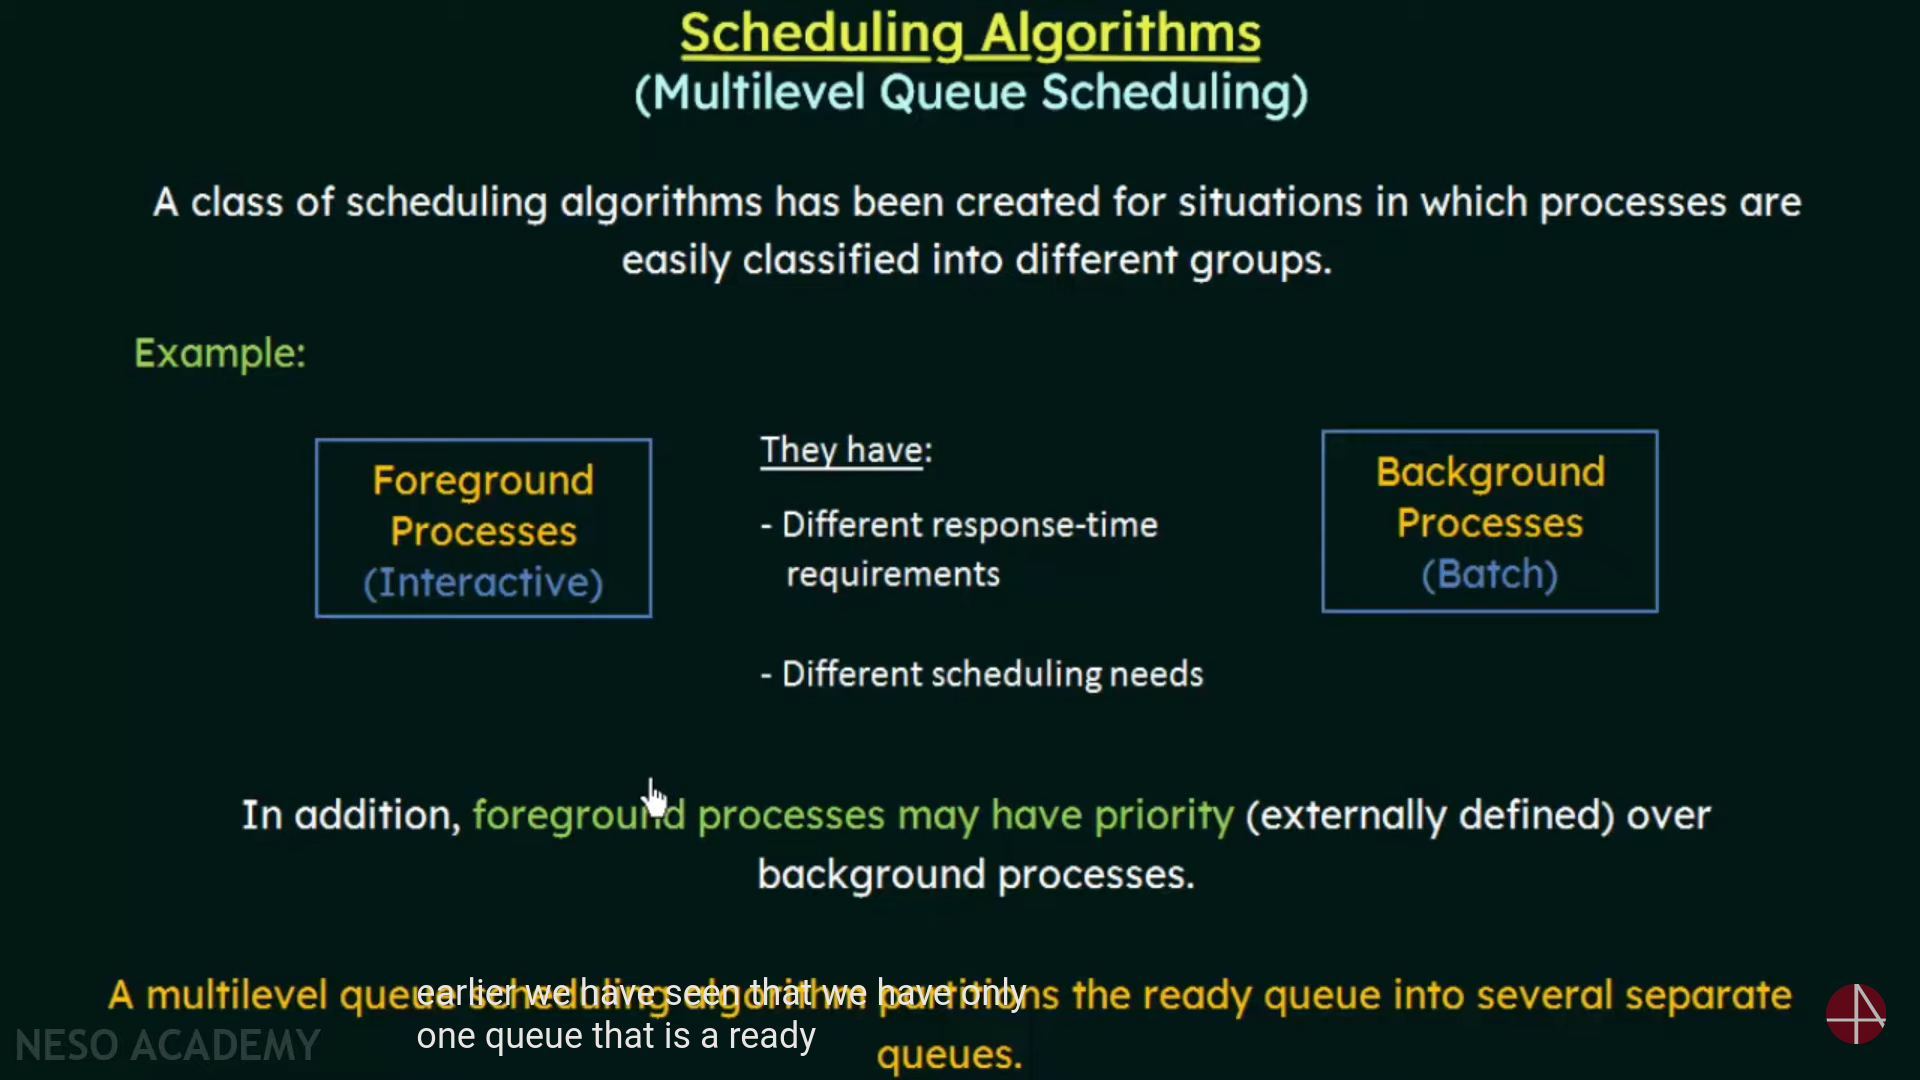 Scheduling Algorithms
(Multilevel Queue Scheduling)
A class of scheduling algorithms has been created for situations in which processes are
easily classified into different groups.
Example:
Foreground
Processes
(Interactive)
They have:
- Different response-time
requirements
- Different scheduling needs
Background
Processes
(Batch)
In addition, foreground processes may have priority (externally defined) over
background processes.
A multilevel queue scheduling algorithm partitions the ready queue into several separate
queues.
earlier we have seen that we have only
one queue that is a ready
NESO ACADEMY